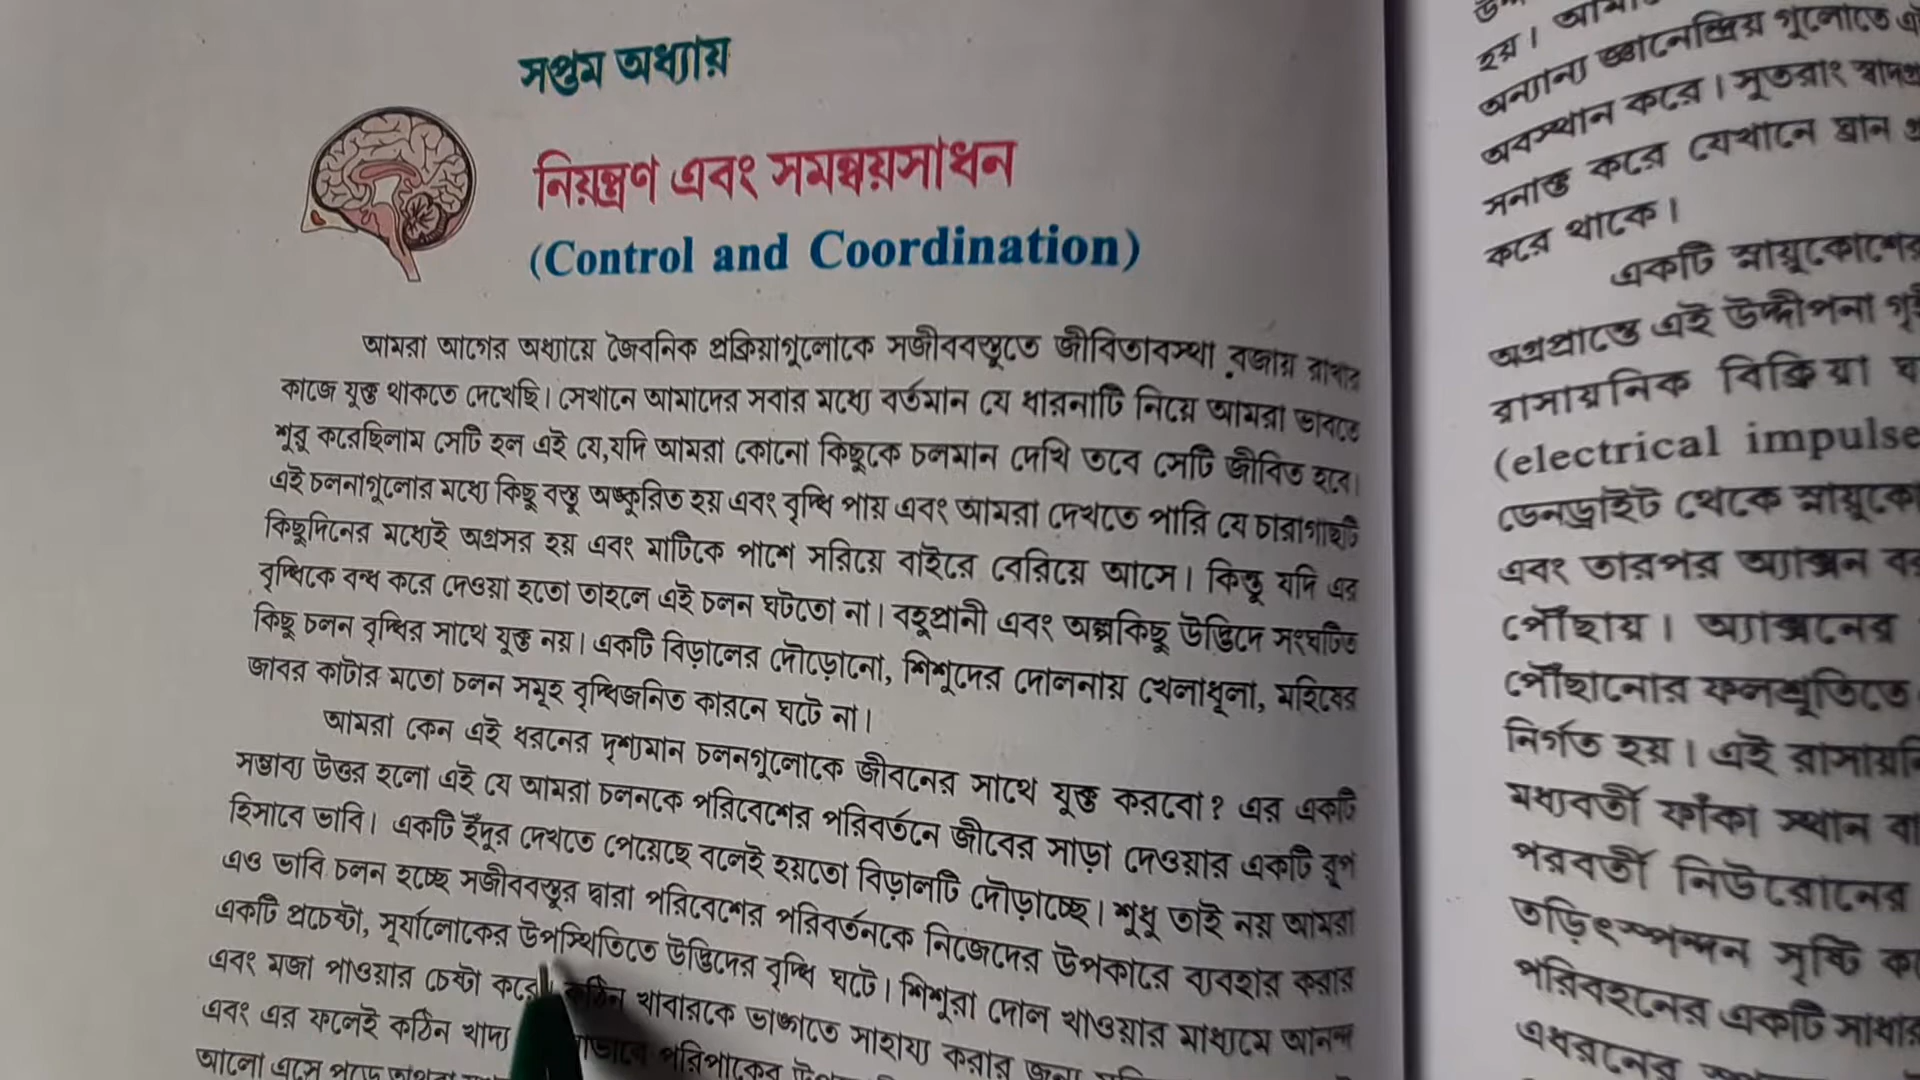 সপ্তম অধ্যায়
নিয়ন্ত্রণ এবং সমন্বয়সাধন
(Control and Coordination)
আমরা আগের অধ্যায়ে জৈবনিক প্রক্রিয়াগুলোকে সজীববস্তুতে জীবিতাবস্থা বজায় রাখার
কাজে যুক্ত থাকতে দেখেছি। সেখানে আমাদের সবার মধ্যে বর্তমান যে ধারনাটি নিয়ে আমরা ভাবতে
শুরু করেছিলাম সেটি হল এই যে, যদি আমরা কোনো কিছুকে চলমান দেখি তবে সেটি জীবিত হবে।
এই চলনাগুলোর মধ্যে কিছু বস্তু অঙ্কুরিত হয় এবং বৃদ্ধি পায় এবং আমরা দেখতে পারি যে চারাগাছটি
কিছুদিনের মধ্যেই অগ্রসর হয় এবং মাটিকে পাশে সরিয়ে বাইরে বেরিয়ে আসে। কিন্তু যদি এর
বৃদ্ধিকে বন্ধ করে দেওয়া হতো তাহলে এই চলন ঘটতো না। বহুপ্রানী এবং অল্পকিছু উদ্ভিদে সংঘটিত
কিছু চলন বৃদ্ধির সাথে যুক্ত নয়। একটি বিড়ালের দৌড়োনো, শিশুদের দোলনায় খেলাধূলা, মহিষের
জাবর কাটার মতো চলন সমূহ বৃদ্ধিজনিত কারনে ঘটে না।
আমরা কেন এই ধরনের দৃশ্যমান চলনগুলোকে জীবনের সাথে যুক্ত করবো? এর একটি
সম্ভাব্য উত্তর হলো এই যে আমরা চলনকে পরিবেশের পরিবর্তনে জীবের সাড়া দেওয়ার একটি রূপ
হিসাবে ভাবি। একটি ইঁদুর দেখতে পেয়েছে বলেই হয়তো বিড়ালটি দৌড়াচ্ছে। শুধু তাই নয় আমরা
এও ভাবি চলন হচ্ছে সজীববস্তুর দ্বারা পরিবেশের পরিবর্তনকে নিজেদের উপকারে ব্যবহার করার
একটি প্রচেষ্টা, সূর্যালোকের উপস্থিতিতে উদ্ভিদের বৃদ্ধি ঘটে। শিশুরা দোল খাওয়ার মাধ্যমে আনন্দ
এবং মজা পাওয়ার চেষ্টা করে। কঠিন খাবারকে ভাঙ্গতে সাহায্য করার জন্য
এবং এর ফলেই কঠিন খাদ্য পরিপাকের
আলো এসে পড়ে
হয়।
অন্যান্য জ্ঞানেন্দ্রিয় গুলোতে
অবস্থান করে। সুতরাং
সনাক্ত করে যেখানে ঘ্রান
করে থাকে।
একটি স্নায়ুকোশের
অগ্রপ্রান্তে এই উদ্দীপনা
রাসায়নিক বিক্রিয়া
(electrical impulse
ডেনড্রাইট থেকে
এবং তারপর অ্যাক্সন
পৌঁছায়। অ্যাক্সনের
পৌঁছানোর ফলশ্রুতিতে
নির্গত হয়। এই
মধ্যবর্তী ফাঁকা স্থান
পরবর্তী নিউরোনের
তড়িৎস্পন্দন সৃষ্টি
পরিবহনের একটি
এধরনের